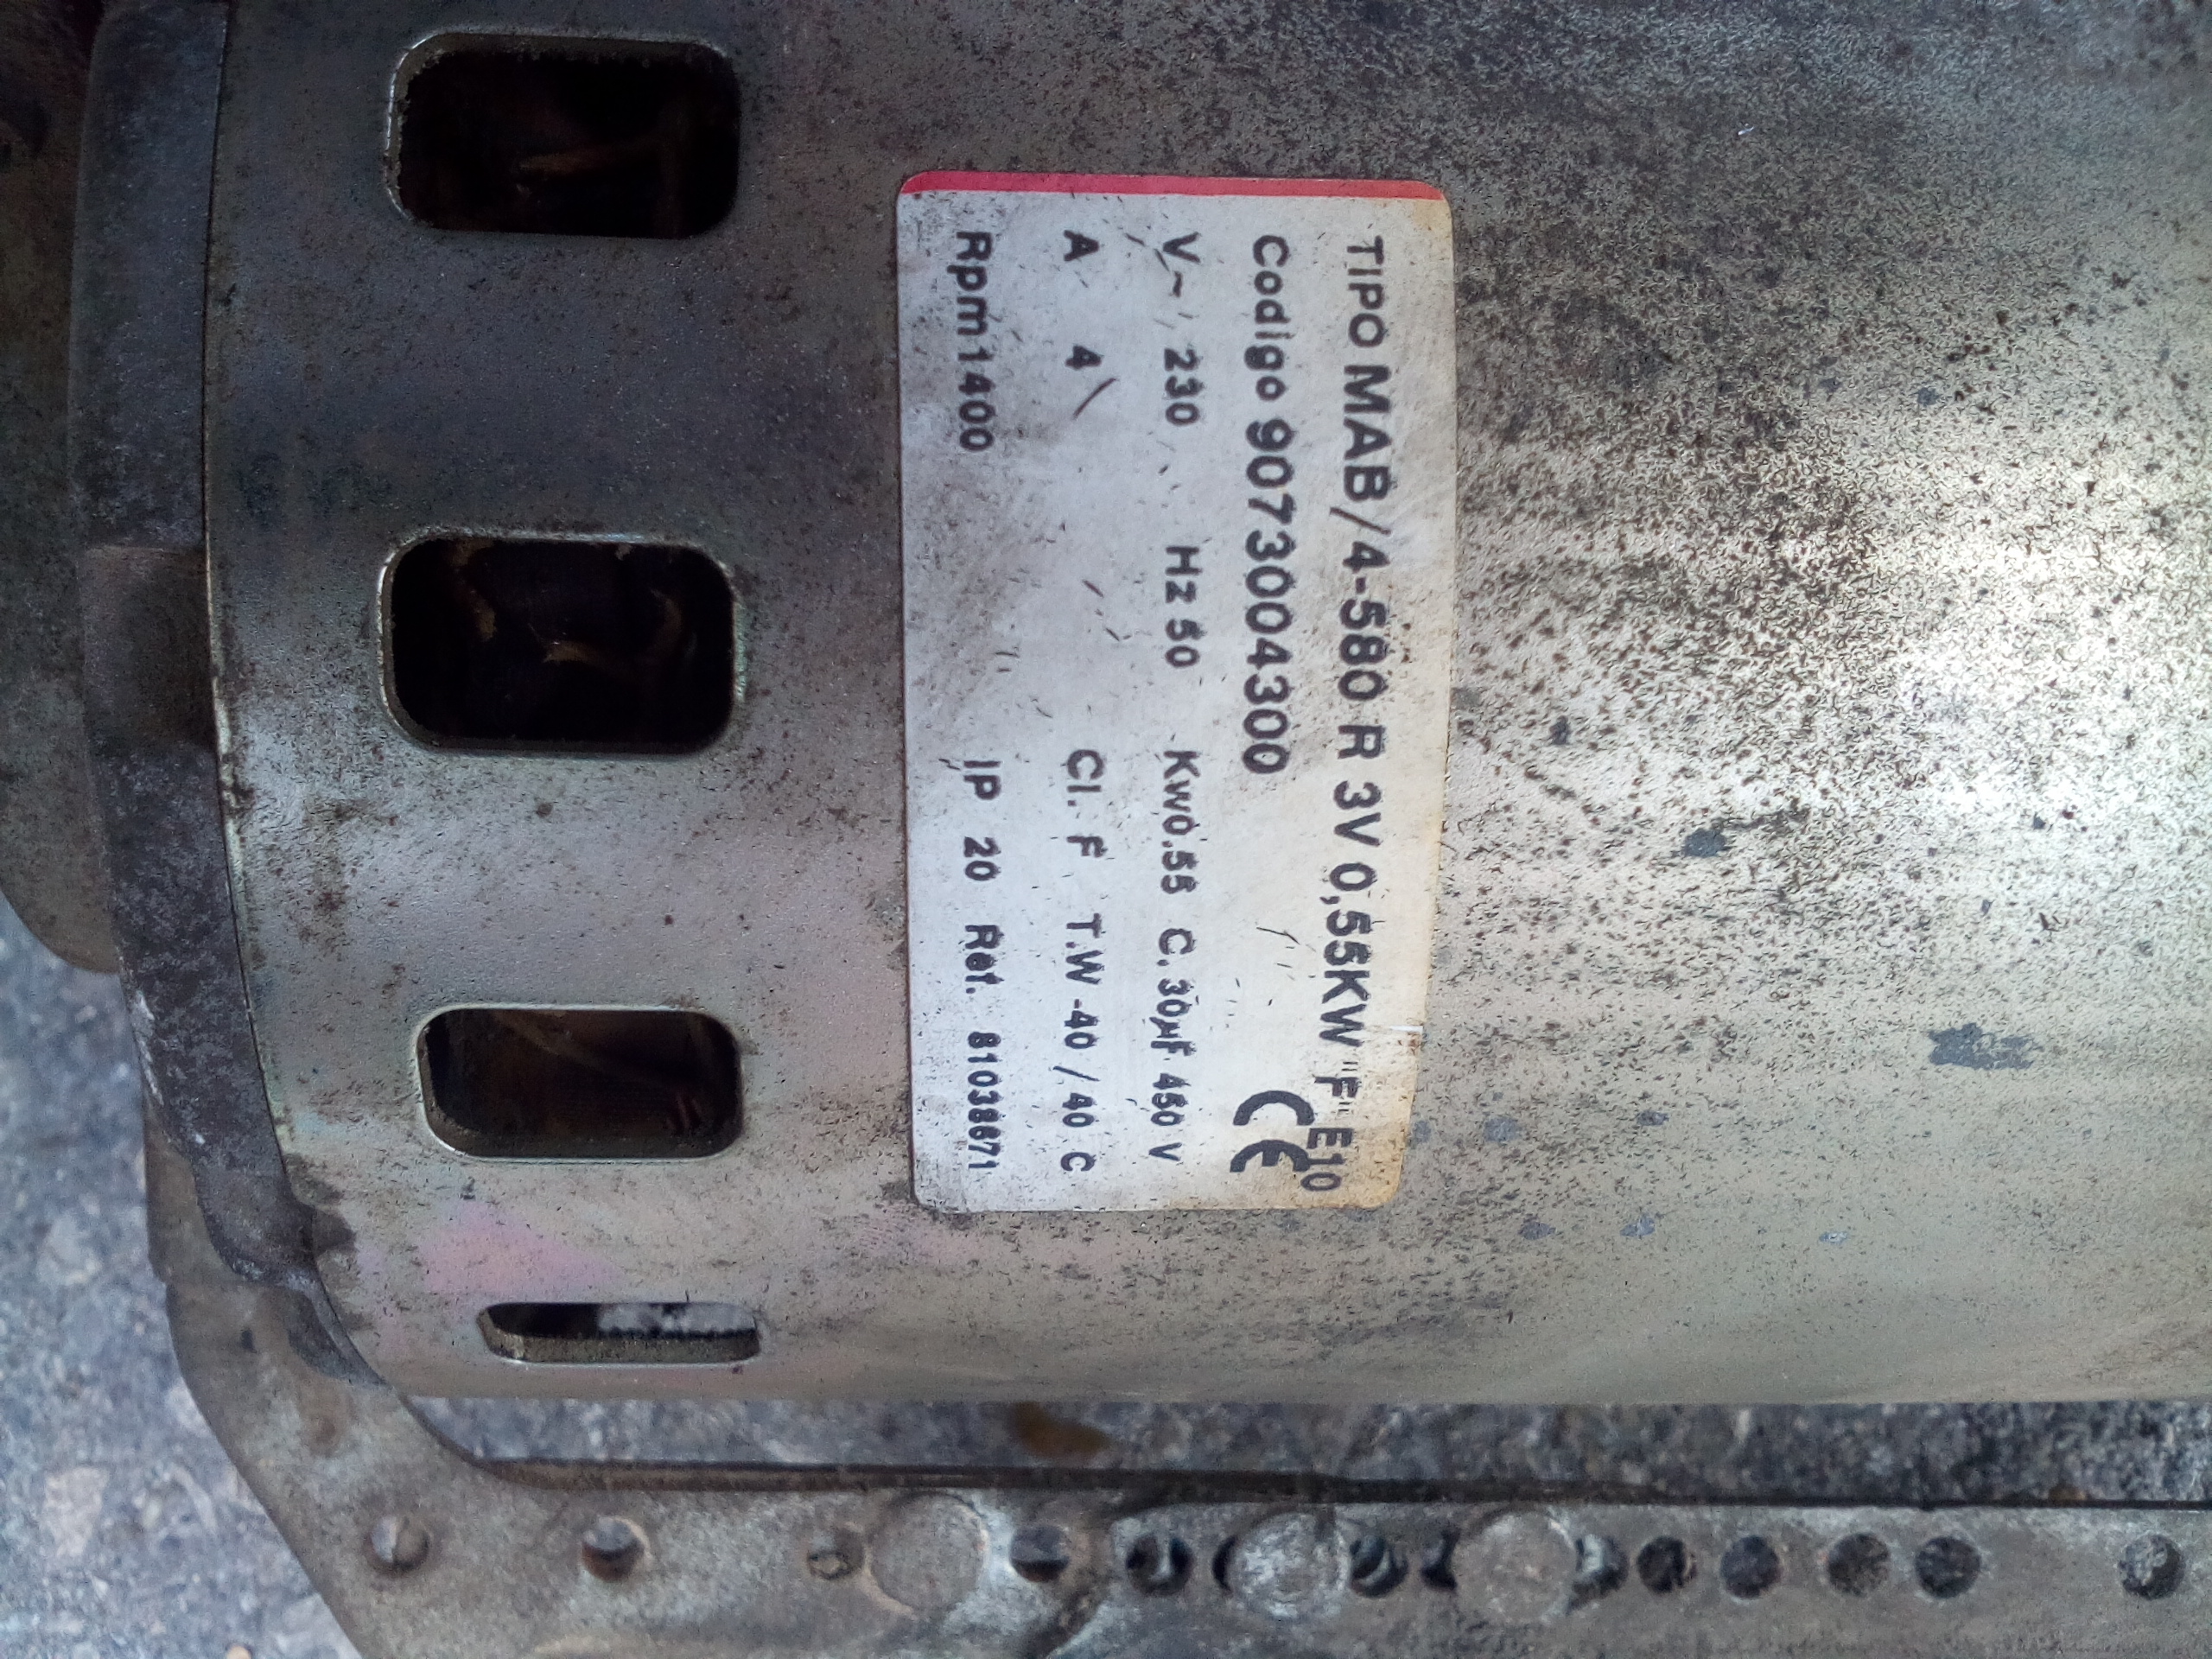 TIPO MAB/4-580 R 3V 0,55KW "F" E10
Codigo 9073004300 CE
V~ 230 Hz 50 Kw0.55 C. 30µF 450 V
A 4 Cl. F T.W -40 / 40 C
Rpm1400 IP 20 Ref. 81038671